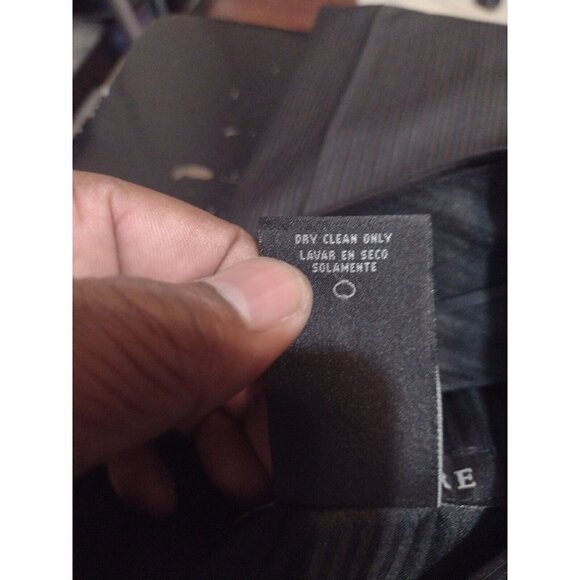 DRY CLEAN ONLY
LAVAR EN SECO
SOLAMENTE